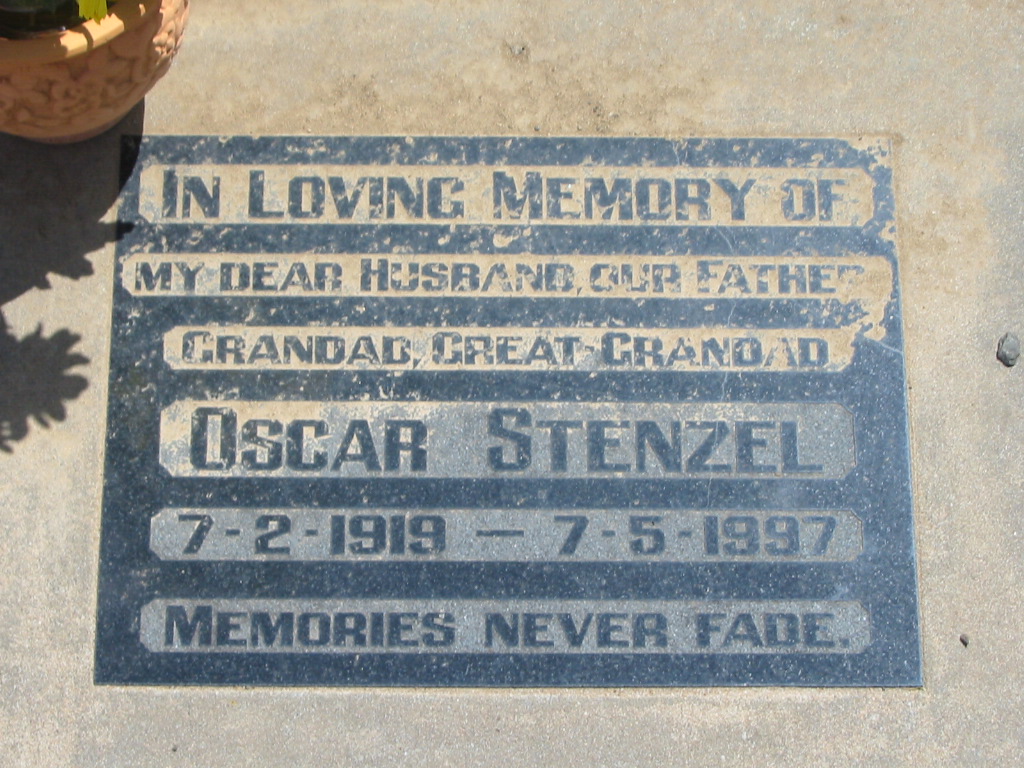 IN LOVING MEMORY OF
MY DEAR HUSBAND, OUR FATHER
GRANDAD, GREAT-GRANDAD
OSCAR STENZEL
7-2-1919 — 7-5-1997
MEMORIES NEVER FADE.